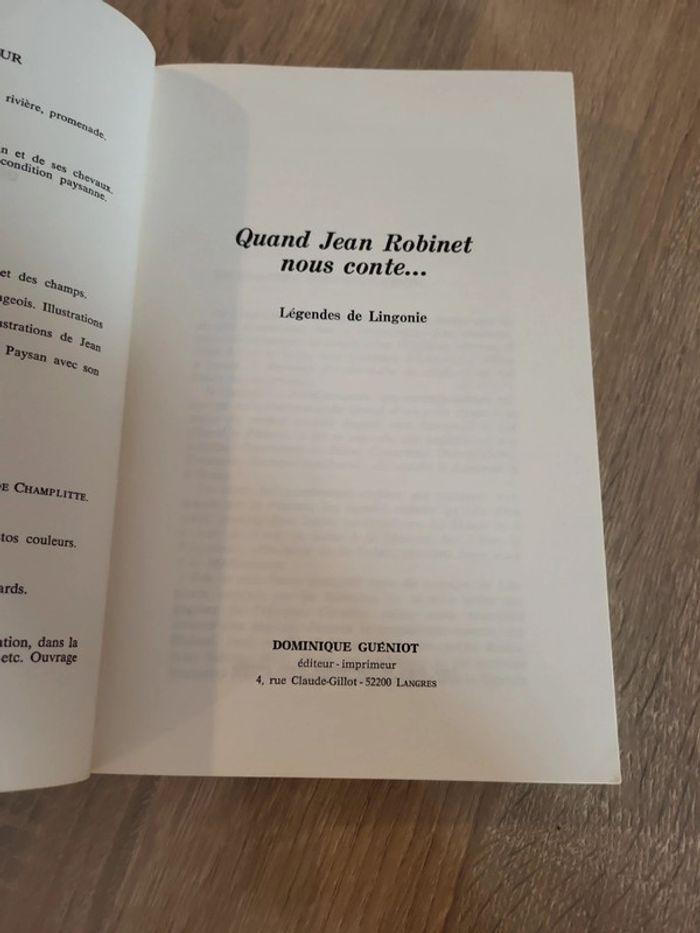 UR
rivière, promenade.
n et de ses chevaux.
condition paysanne.
et des champs.
geois. Illustrations
strations de Jean
Paysan avec son
E CHAMPLITTE.
tos couleurs.
ards.
ation, dans la
etc. Ouvrage
Quand Jean Robinet
nous conte...
Légendes de Lingonie
DOMINIQUE GUÉNIOT
éditeur - imprimeur
4, rue Claude-Gillot - 52200 LANGRES